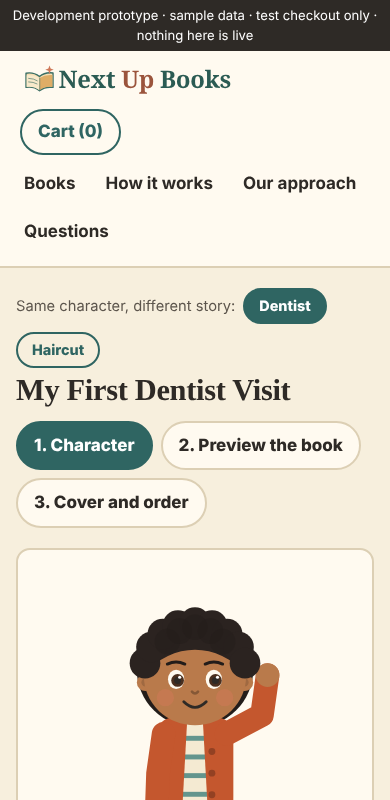 Development prototype · sample data · test checkout only ·
nothing here is live
Next Up Books
Cart (0)
Books How it works Our approach
Questions
Same character, different story: Dentist
Haircut
My First Dentist Visit
1. Character 2. Preview the book
3. Cover and order